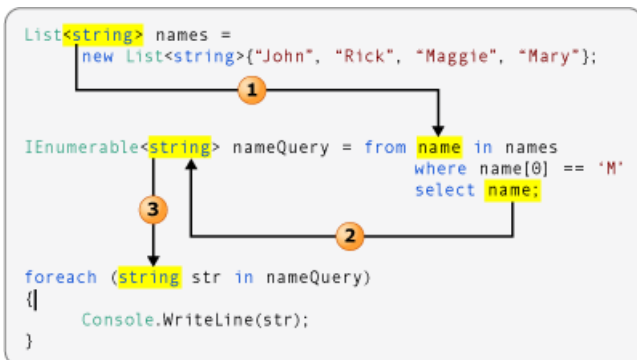 List<string> names =
new List<string>{“John”, “Rick”, “Maggie”, “Mary”};
1
IEnumerable<string> nameQuery = from name in names
where name[0] == ‘M’
select name;
3
2
foreach (string str in nameQuery)
{
Console.WriteLine(str);
}